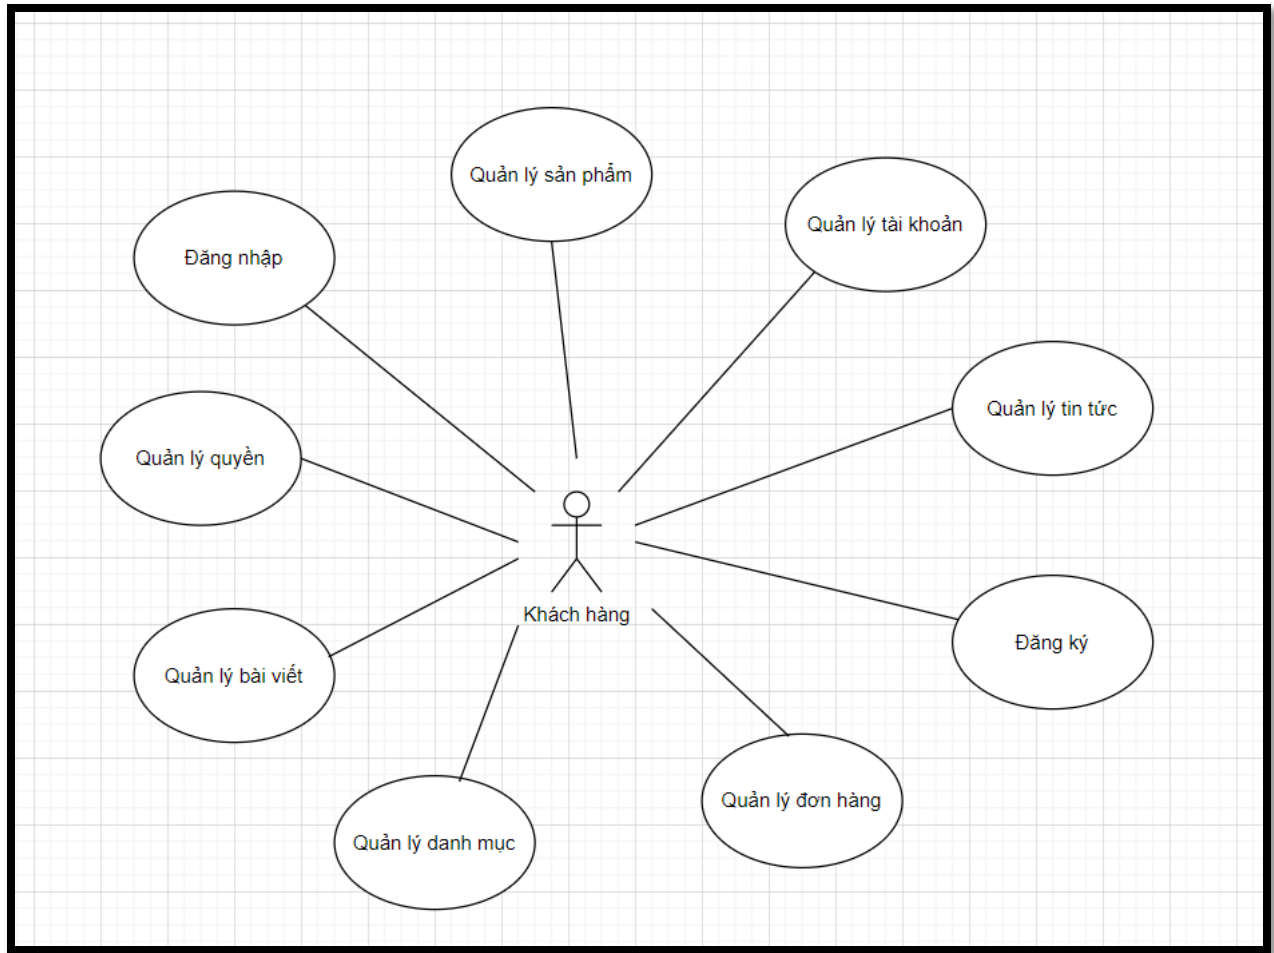 Quản lý sản phẩm
Quản lý tài khoản
Đăng nhập
Quản lý tin tức
Quản lý quyền
Khách hàng
Đăng ký
Quản lý bài viết
Quản lý đơn hàng
Quản lý danh mục